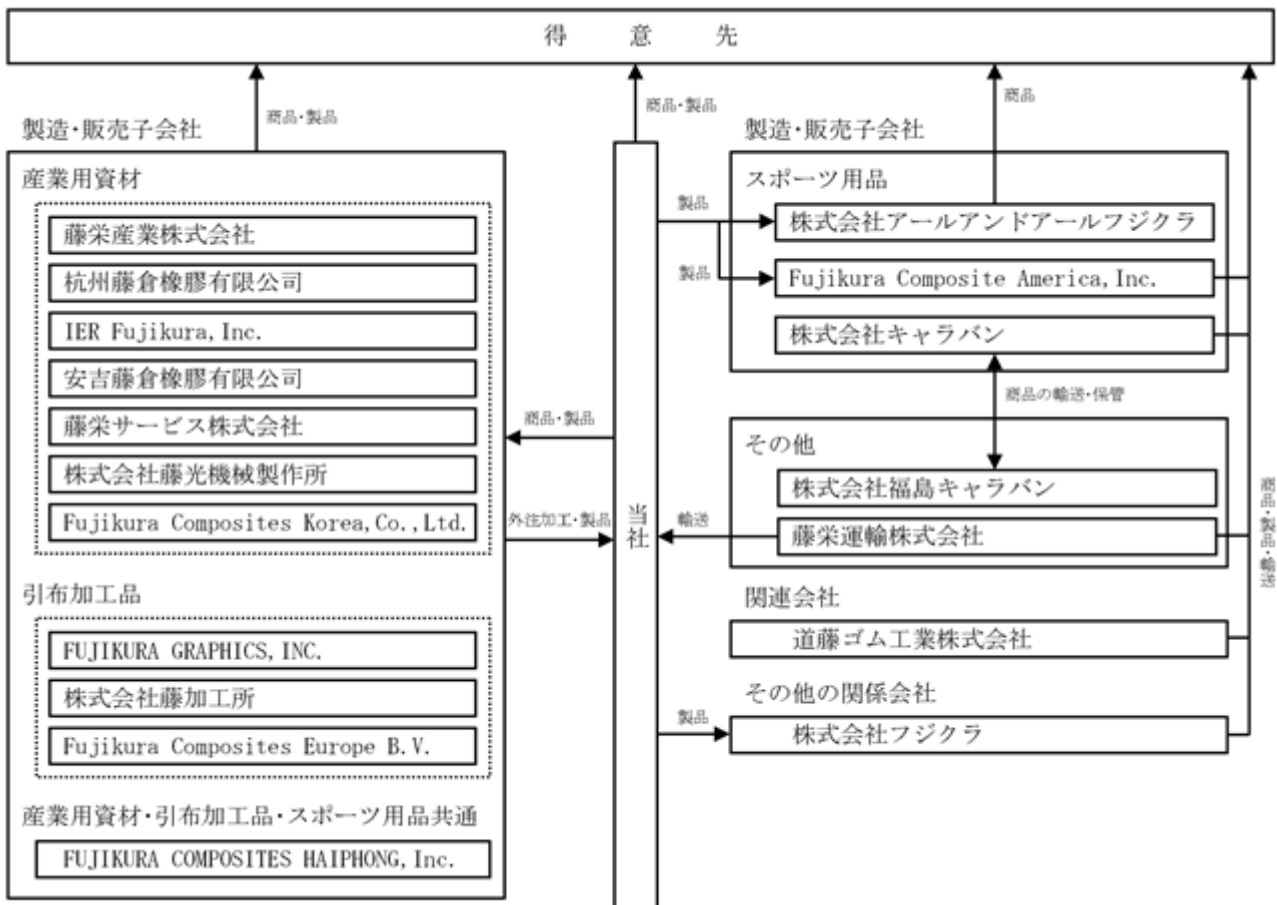 得意先
商品・製品
商品・製品
商品
製造・販売子会社
産業用資材
藤栄産業株式会社
杭州藤倉橡膠有限公司
IER Fujikura,Inc.
安吉藤倉橡膠有限公司
藤栄サービス株式会社
株式会社藤光機械製作所
Fujikura Composites Korea,Co.,Ltd.
引布加工品
FUJIKURA GRAPHICS,INC.
株式会社藤加工所
Fujikura Composites Europe B.V.
産業用資材・引布加工品・スポーツ用品共通
FUJIKURA COMPOSITES HAIPHONG,Inc.
商品・製品
外注加工・製品
当社
製品
製品
輸送
製品
製造・販売子会社
スポーツ用品
株式会社アールアンドアールフジクラ
Fujikura Composite America,Inc.
株式会社キャラバン
商品の輸送・保管
その他
株式会社福島キャラバン
藤栄運輸株式会社
関連会社
道藤ゴム工業株式会社
その他の関係会社
株式会社フジクラ
商品・製品・輸送